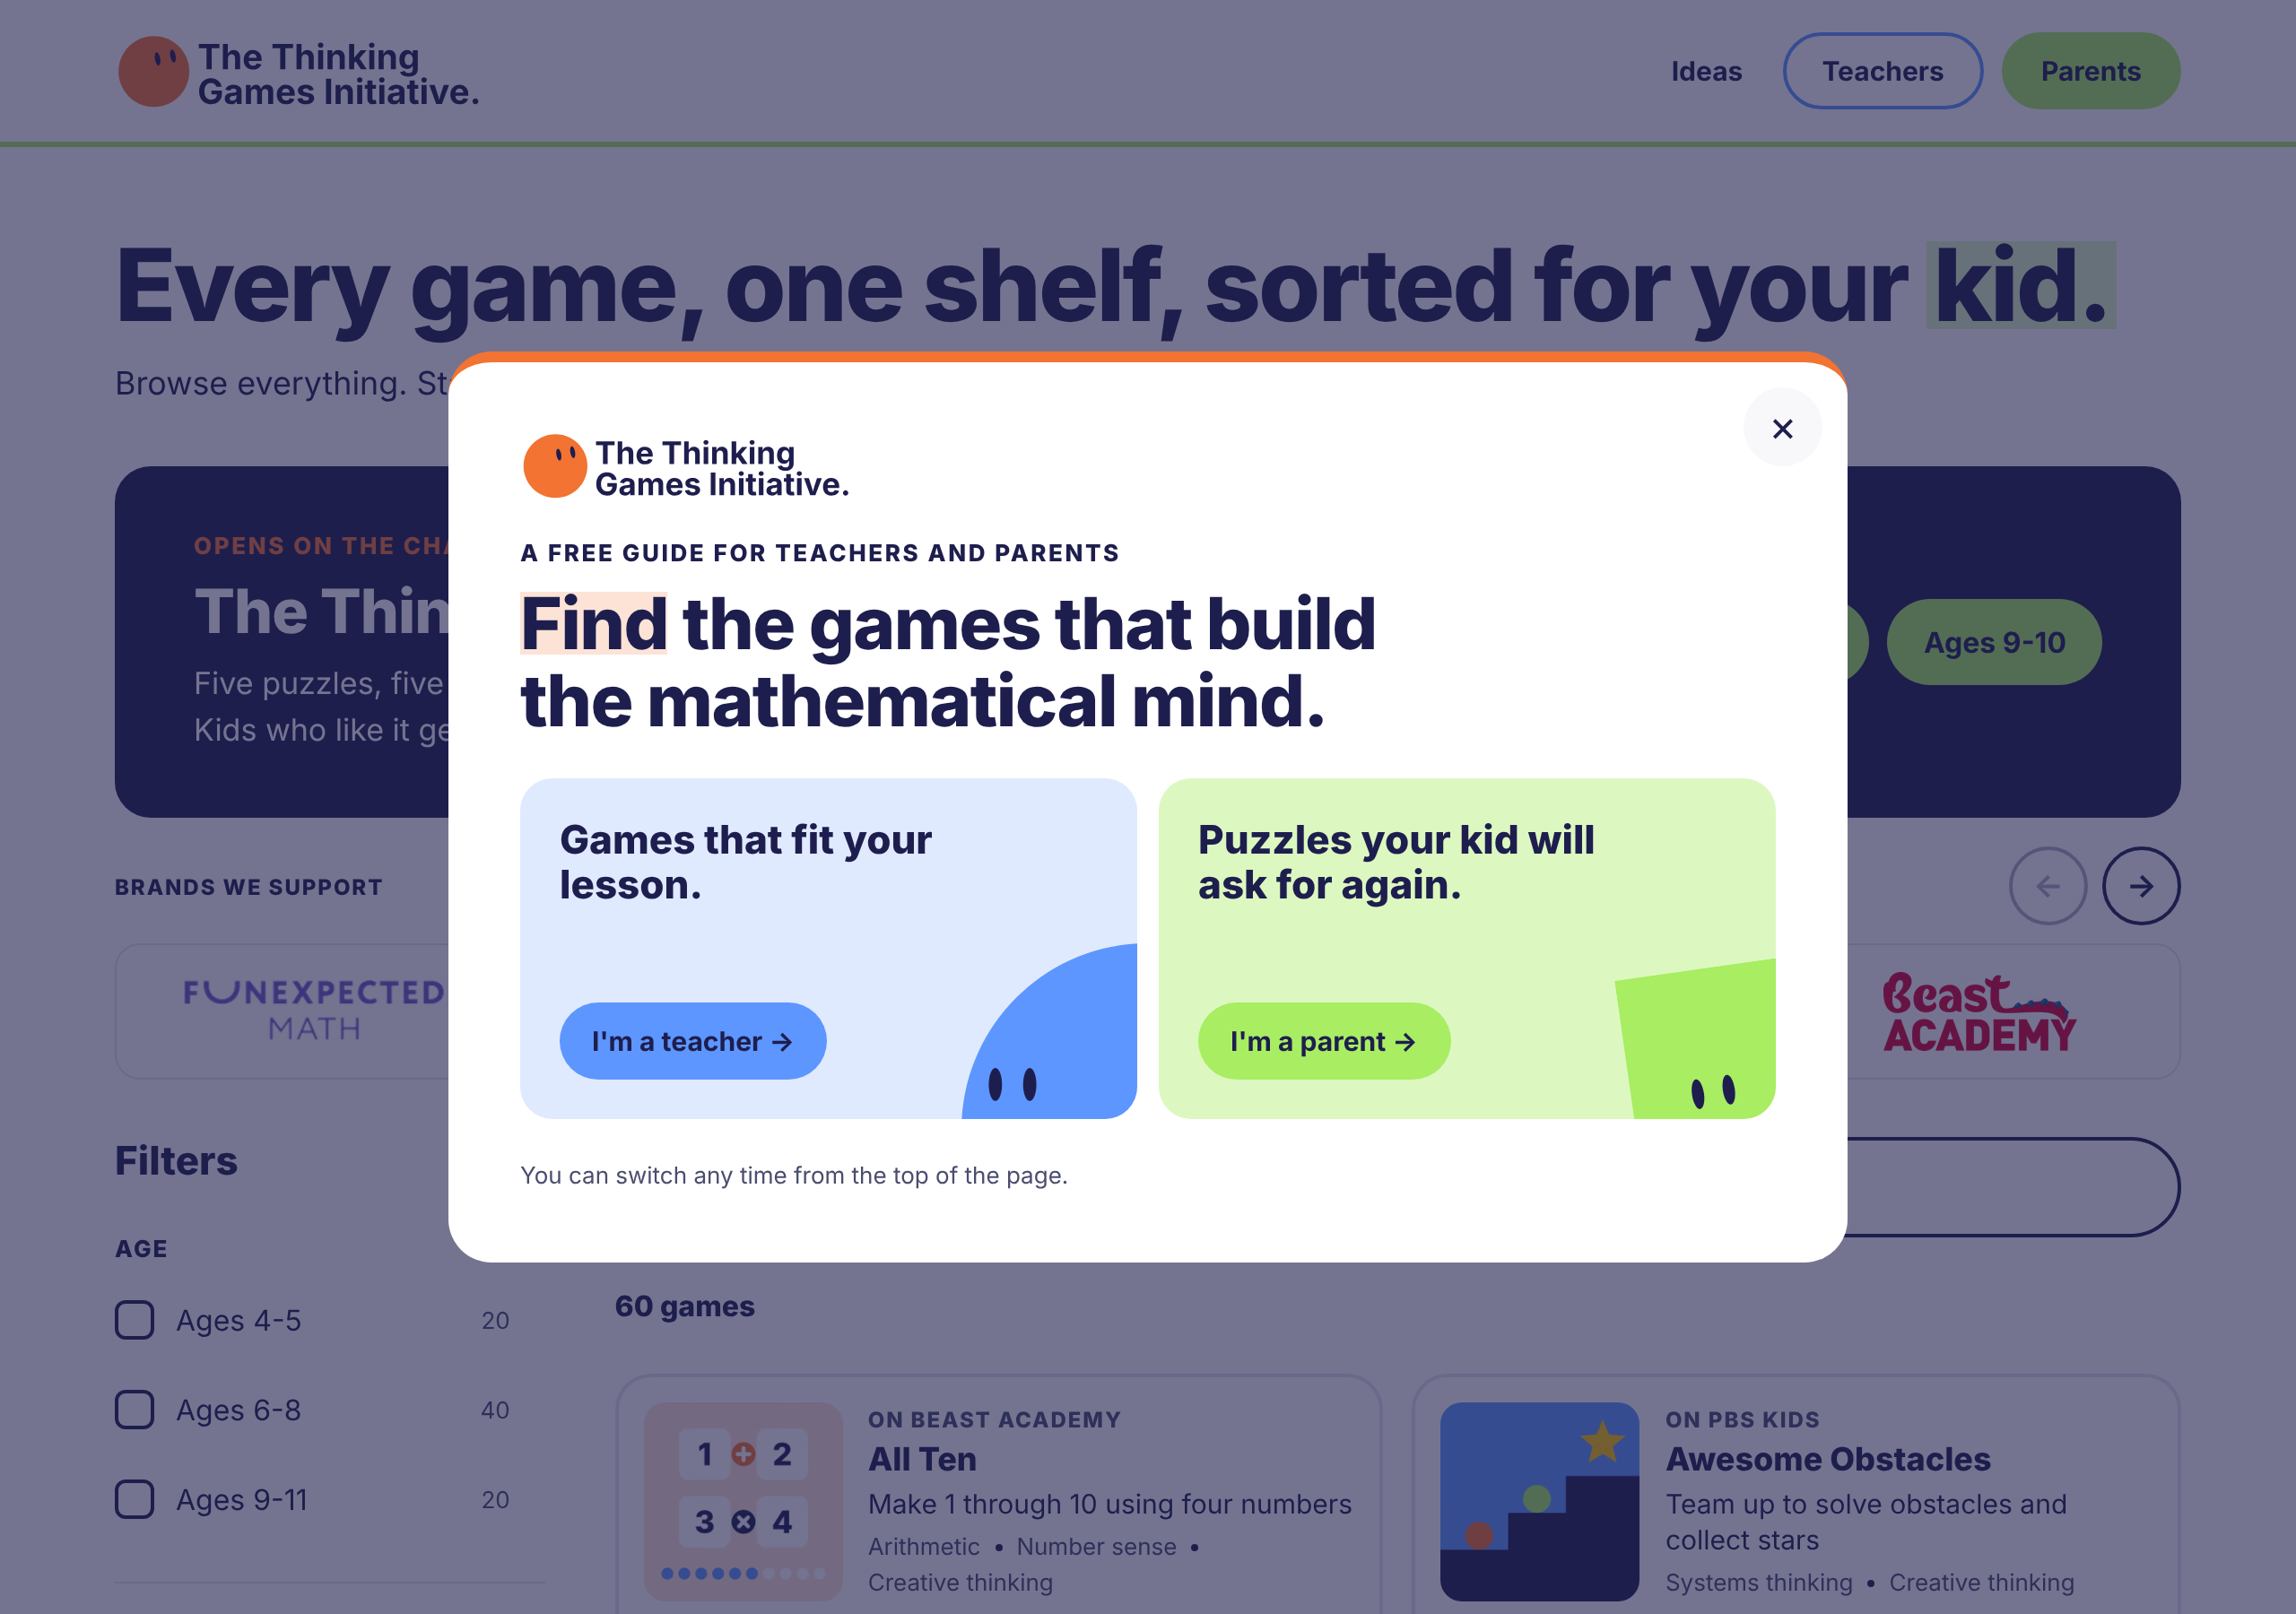 The Thinking
Games Initiative.
Ideas
Teachers
Parents
Every game, one shelf, sorted for your kid.
Browse everything.
OPENS ON THE
The
Five puzzles, five
Kids who like it
Ages 9-10
The Thinking
Games Initiative.
×
A FREE GUIDE FOR TEACHERS AND PARENTS
Find the games that build
the mathematical mind.
Games that fit your
lesson.
I'm a teacher →
Puzzles your kid will
ask for again.
I'm a parent →
You can switch any time from the top of the page.
BRANDS WE SUPPORT
← →
FUNEXPECTED
MATH
Beast
ACADEMY
Filters
AGE
Ages 4-5 20
Ages 6-8 40
Ages 9-11 20
60 games
1 + 2
3 × 4
ON BEAST ACADEMY
All Ten
Make 1 through 10 using four numbers
Arithmetic • Number sense •
Creative thinking
ON PBS KIDS
Awesome Obstacles
Team up to solve obstacles and
collect stars
Systems thinking • Creative thinking